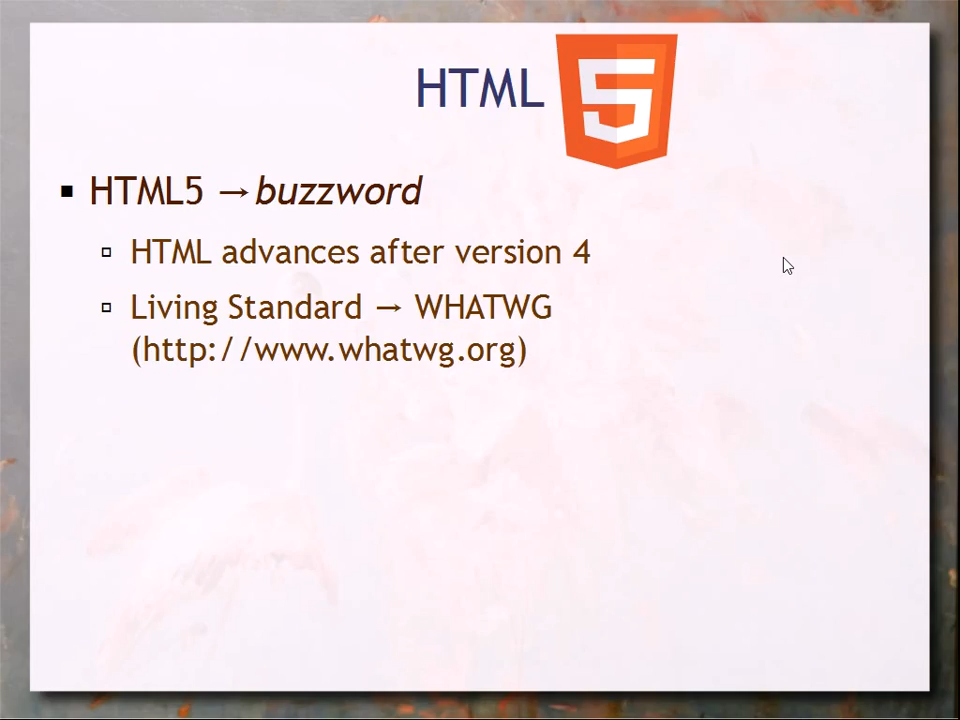 HTML 5
HTML5 → buzzword
HTML advances after version 4
Living Standard → WHATWG
(http://www.whatwg.org)